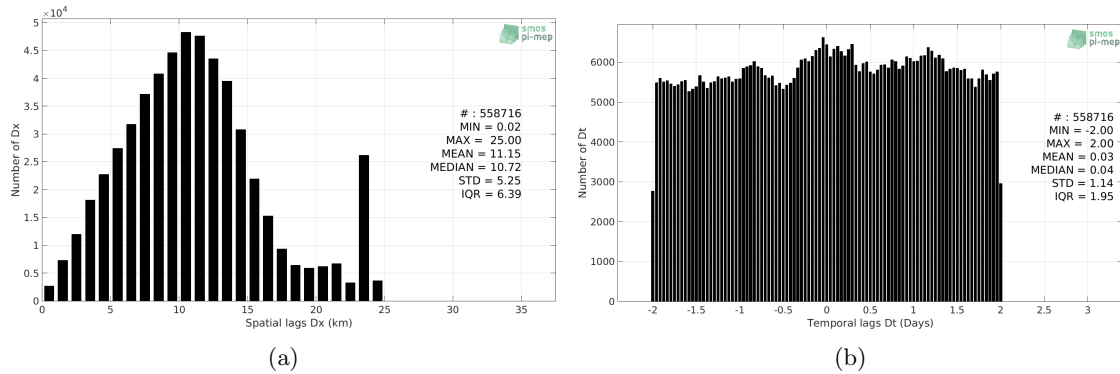 ×10⁴
5
4.5
4
3.5
3
2.5
2
1.5
1
0.5
0
0 5 10 15 20 25 30 35
Spatial lags Dx (km)
Number of Dx
smos
pi-mep
# : 558716
MIN = 0.02
MAX = 25.00
MEAN = 11.15
MEDIAN = 10.72
STD = 5.25
IQR = 6.39
(a)
6000
5000
4000
3000
2000
1000
0
-2 -1.5 -1 -0.5 0 0.5 1 1.5 2 2.5 3
Temporal lags Dt (Days)
Number of Dt
smos
pi-mep
# : 558716
MIN = -2.00
MAX = 2.00
MEAN = 0.03
MEDIAN = 0.04
STD = 1.14
IQR = 1.95
(b)